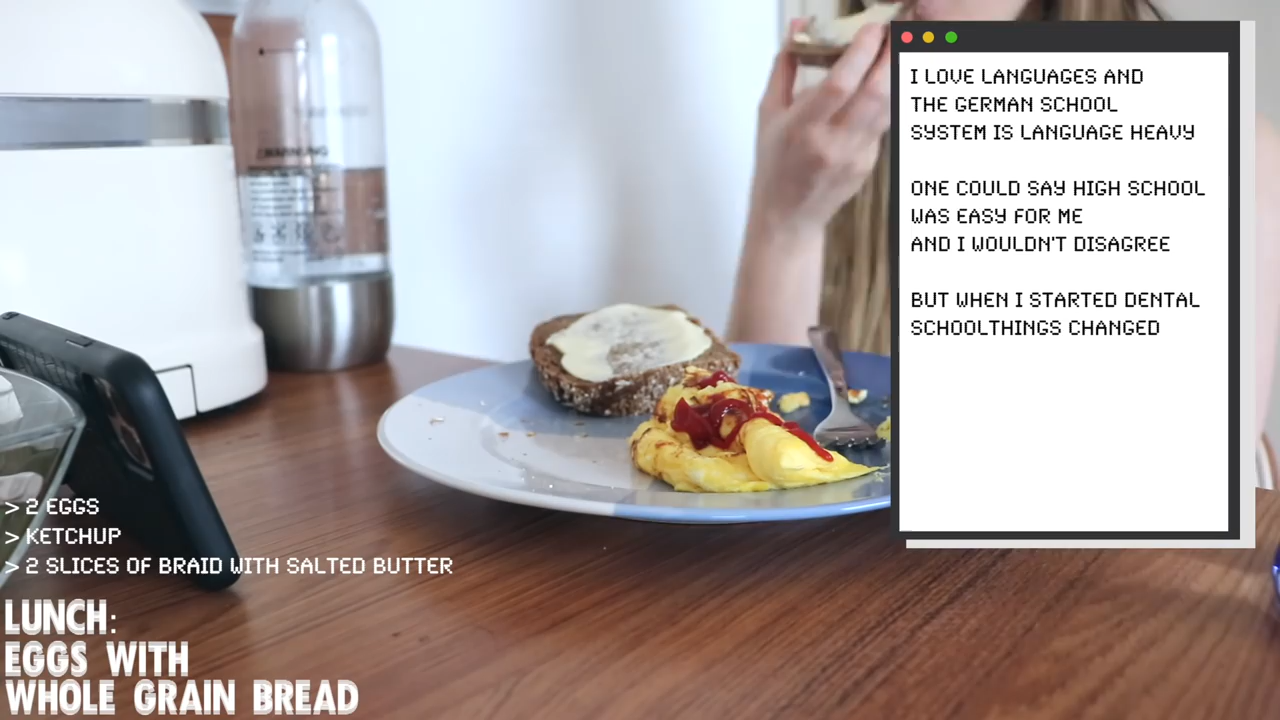 I LOVE LANGUAGES AND
THE GERMAN SCHOOL
SYSTEM IS LANGUAGE HEAVY
ONE COULD SAY HIGH SCHOOL
WAS EASY FOR ME
AND I WOULDN'T DISAGREE
BUT WHEN I STARTED DENTAL
SCHOOLTHINGS CHANGED
> 2 EGGS
> KETCHUP
> 2 SLICES OF BRAID WITH SALTED BUTTER
LUNCH:
EGGS WITH
WHOLE GRAIN BREAD